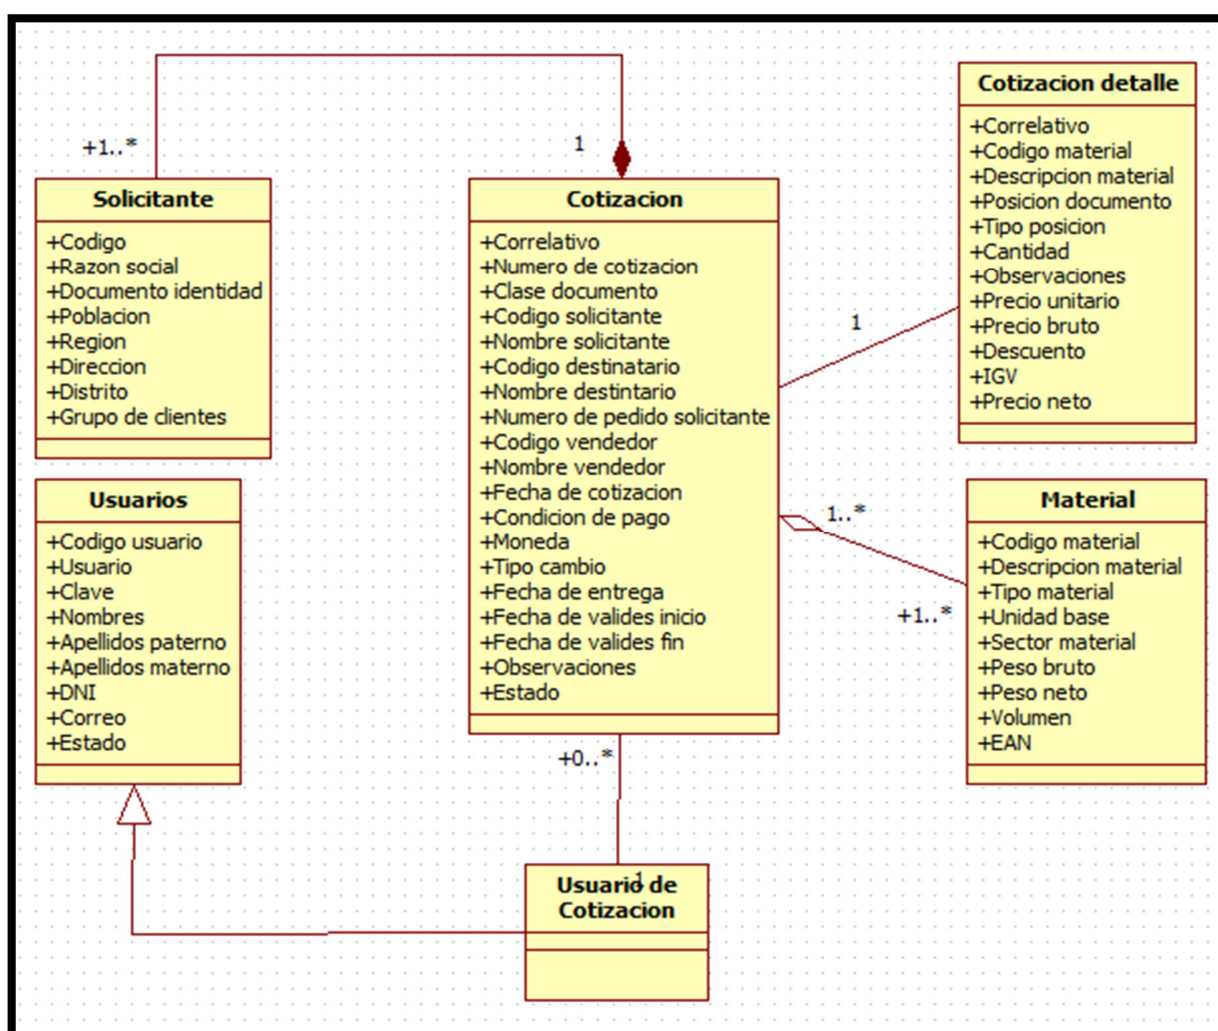 +1..*
1
Solicitante
+Codigo
+Razon social
+Documento identidad
+Poblacion
+Region
+Direccion
+Distrito
+Grupo de clientes
Usuarios
+Codigo usuario
+Usuario
+Clave
+Nombres
+Apellidos paterno
+Apellidos materno
+DNI
+Correo
+Estado
Cotizacion
+Correlativo
+Numero de cotizacion
+Clase documento
+Codigo solicitante
+Nombre solicitante
+Codigo destinatario
+Nombre destintario
+Numero de pedido solicitante
+Codigo vendedor
+Nombre vendedor
+Fecha de cotizacion
+Condicion de pago
+Moneda
+Tipo cambio
+Fecha de entrega
+Fecha de valides inicio
+Fecha de valides fin
+Observaciones
+Estado
+0..*
1
Usuario de
Cotizacion
1
Cotizacion detalle
+Correlativo
+Codigo material
+Descripcion material
+Posicion documento
+Tipo posicion
+Cantidad
+Observaciones
+Precio unitario
+Precio bruto
+Descuento
+IGV
+Precio neto
1..*
+1..*
Material
+Codigo material
+Descripcion material
+Tipo material
+Unidad base
+Sector material
+Peso bruto
+Peso neto
+Volumen
+EAN